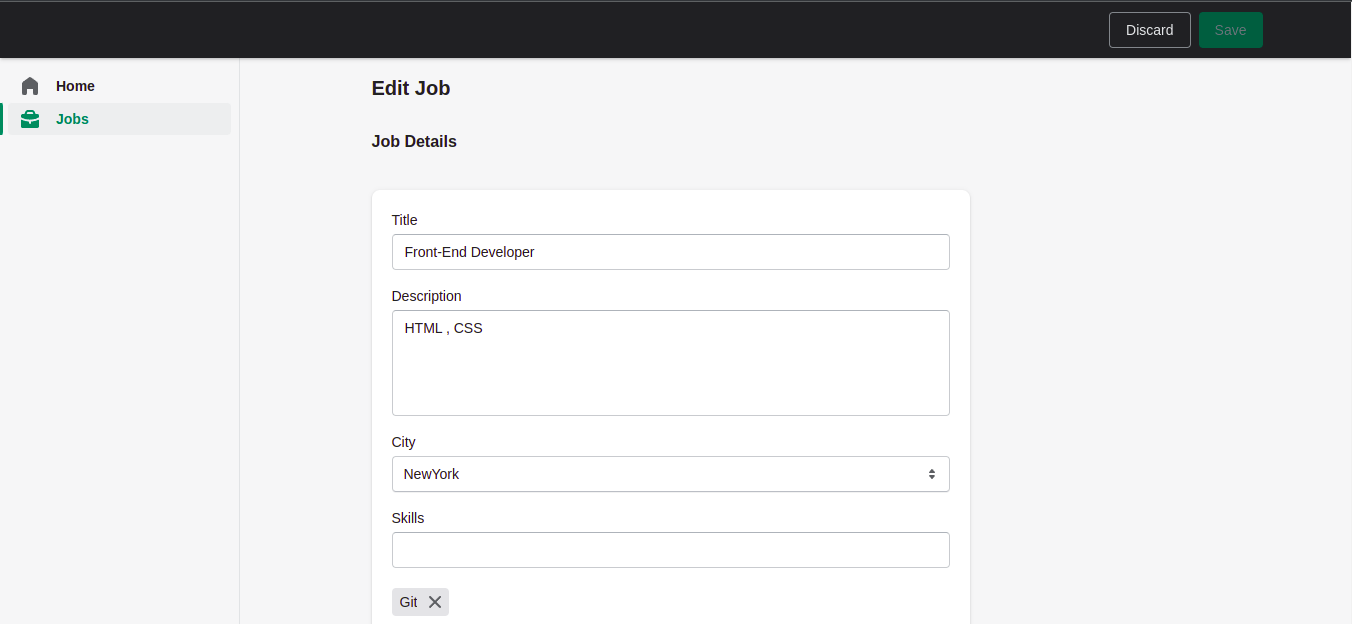 Discard
Save
Home
Jobs
Edit Job
Job Details
Title
Front-End Developer
Description
HTML , CSS
City
NewYork
Skills
Git